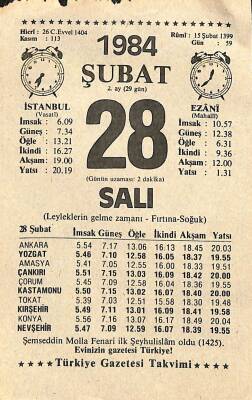 Hicrî : 26 C.Evvel 1404
Kasım : 113
1984
Rûmî : 15 Şubat 1399
Gün : 59
ŞUBAT
2. ay (29 gün)
İSTANBUL
(Vasatî)
İmsak : 6.09
Güneş : 7.34
Öğle : 13.21
İkindi : 16.27
Akşam : 19.00
Yatsı : 20.19
28
(Günün uzaması: 2 dakika)
EZÂNÎ
(Mahallî)
İmsak : 10.57
Güneş : 12.38
Öğle : 6.31
İkindi : 9.36
Akşam : 12.00
Yatsı : 1.31
SALI
(Leyleklerin gelme zamanı - Fırtına-Soğuk)
28 Şubat İmsak Güneş Öğle İkindi Akşam Yatsı
ANKARA 5.54 7.17 13.06 16.13 18.45 20.03
YOZGAT 5.46 7.10 12.58 16.05 18.37 19.55
AMASYA 5.41 7.05 12.55 16.00 18.33 19.51
ÇANKIRI 5.51 7.15 13.03 16.09 18.42 20.00
ÇORUM 5.45 7.09 12.58 16.04 18.37 19.55
KASTAMONU 5.50 7.15 13.02 16.07 18.40 20.00
TOKAT 5.39 7.03 12.51 15.58 18.30 19.48
KIRŞEHİR 5.49 7.11 13.01 16.09 18.41 19.58
KONYA 5.56 7.16 13.07 16.17 18.49 20.04
NEVŞEHİR 5.47 7.09 12.59 16.07 18.39 19.55
Şemseddin Molla Fenari ilk Şeyhulislâm oldu (1425).
Evinizin gazetesi Türkiye!
★★★ Türkiye Gazetesi Takvimi ★★★